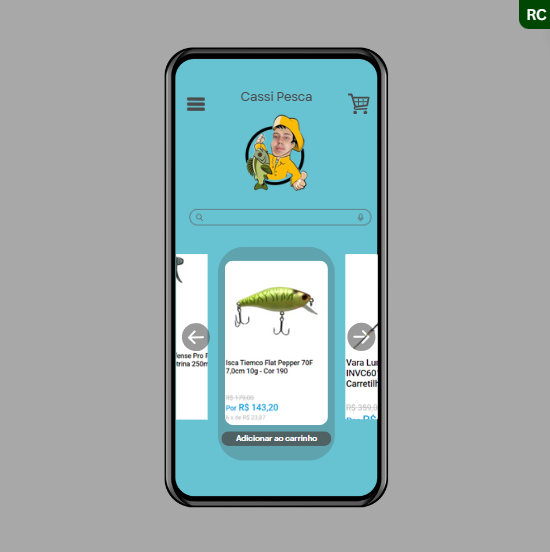 RC
Cassi Pesca
ense Pro F
trina 250m
Isca Tiemco Flat Pepper 70F
7,0cm 10g - Cor 190
R$ 179,00
Por R$ 143,20
6 x de R$ 23,87
Adicionar ao carrinho
Vara Lu
INVC60
Carretilh
R$ 359,0